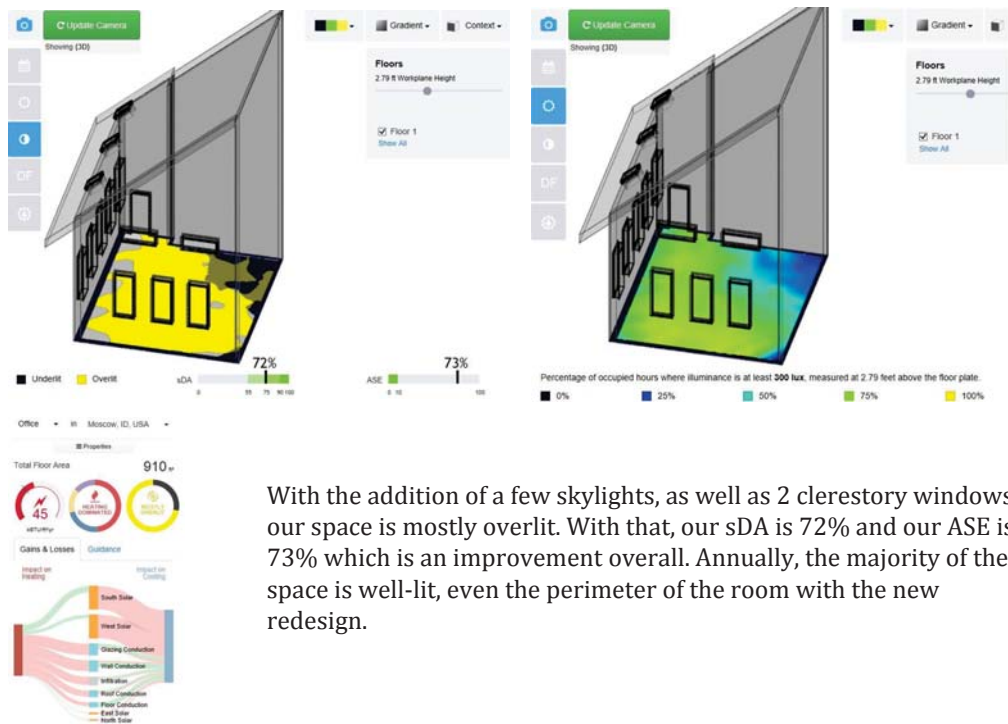 Update Camera
Gradient
Context
Showing (3D)
Floors
2.79 ft Workplane Height
Floor 1
Show All
DF
72%
73%
Underlit
Overlit
sDA
0 55 75 90 100
ASE
0 10 100
Update Camera
Gradient
Showing (3D)
Floors
2.79 ft Workplane Height
Floor 1
Show All
DF
Percentage of occupied hours where illuminance is at least 300 lux, measured at 2.79 feet above the floor plate.
0% 25% 50% 75% 100%
Office in Moscow, ID, USA
Properties
Total Floor Area 910 ft²
45
HEATING
DOMINATED
MOSTLY
OVERLIT
kBTU/ft²/yr
Gains & Losses Guidance
Impact on
Heating
Impact on
Cooling
South Solar
West Solar
Glazing Conduction
Wall Conduction
Infiltration
Roof Conduction
Floor Conduction
East Solar
North Solar
With the addition of a few skylights, as well as 2 clerestory windows
our space is mostly overlit. With that, our sDA is 72% and our ASE is
73% which is an improvement overall. Annually, the majority of the
space is well-lit, even the perimeter of the room with the new
redesign.